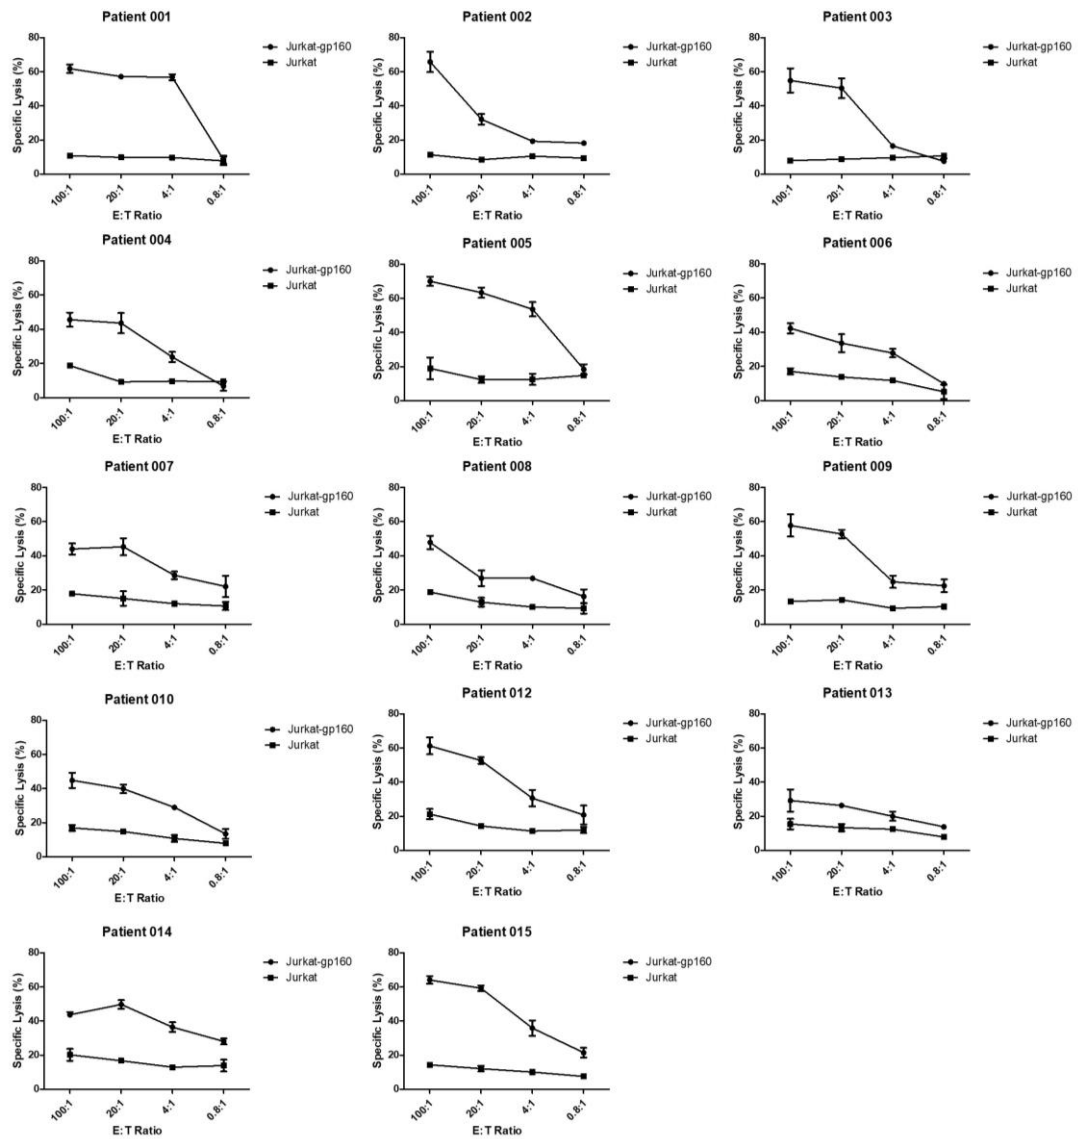 Patient 001
Specific Lysis (%)
80
60
40
20
0
100:1
20:1
4:1
0.8:1
E:T Ratio
Jurkat-gp160
Jurkat
Patient 002
Specific Lysis (%)
80
60
40
20
0
100:1
20:1
4:1
0.8:1
E:T Ratio
Jurkat-gp160
Jurkat
Patient 003
Specific Lysis (%)
80
60
40
20
0
100:1
20:1
4:1
0.8:1
E:T Ratio
Jurkat-gp160
Jurkat
Patient 004
Specific Lysis (%)
80
60
40
20
0
100:1
20:1
4:1
0.8:1
E:T Ratio
Jurkat-gp160
Jurkat
Patient 005
Specific Lysis (%)
80
60
40
20
0
100:1
20:1
4:1
0.8:1
E:T Ratio
Jurkat-gp160
Jurkat
Patient 006
Specific Lysis (%)
80
60
40
20
0
100:1
20:1
4:1
0.8:1
E:T Ratio
Jurkat-gp160
Jurkat
Patient 007
Specific Lysis (%)
80
60
40
20
0
100:1
20:1
4:1
0.8:1
E:T Ratio
Jurkat-gp160
Jurkat
Patient 008
Specific Lysis (%)
80
60
40
20
0
100:1
20:1
4:1
0.8:1
E:T Ratio
Jurkat-gp160
Jurkat
Patient 009
Specific Lysis (%)
80
60
40
20
0
100:1
20:1
4:1
0.8:1
E:T Ratio
Jurkat-gp160
Jurkat
Patient 010
Specific Lysis (%)
80
60
40
20
0
100:1
20:1
4:1
0.8:1
E:T Ratio
Jurkat-gp160
Jurkat
Patient 012
Specific Lysis (%)
80
60
40
20
0
100:1
20:1
4:1
0.8:1
E:T Ratio
Jurkat-gp160
Jurkat
Patient 013
Specific Lysis (%)
80
60
40
20
0
100:1
20:1
4:1
0.8:1
E:T Ratio
Jurkat-gp160
Jurkat
Patient 014
Specific Lysis (%)
80
60
40
20
0
100:1
20:1
4:1
0.8:1
E:T Ratio
Jurkat-gp160
Jurkat
Patient 015
Specific Lysis (%)
80
60
40
20
0
100:1
20:1
4:1
0.8:1
E:T Ratio
Jurkat-gp160
Jurkat